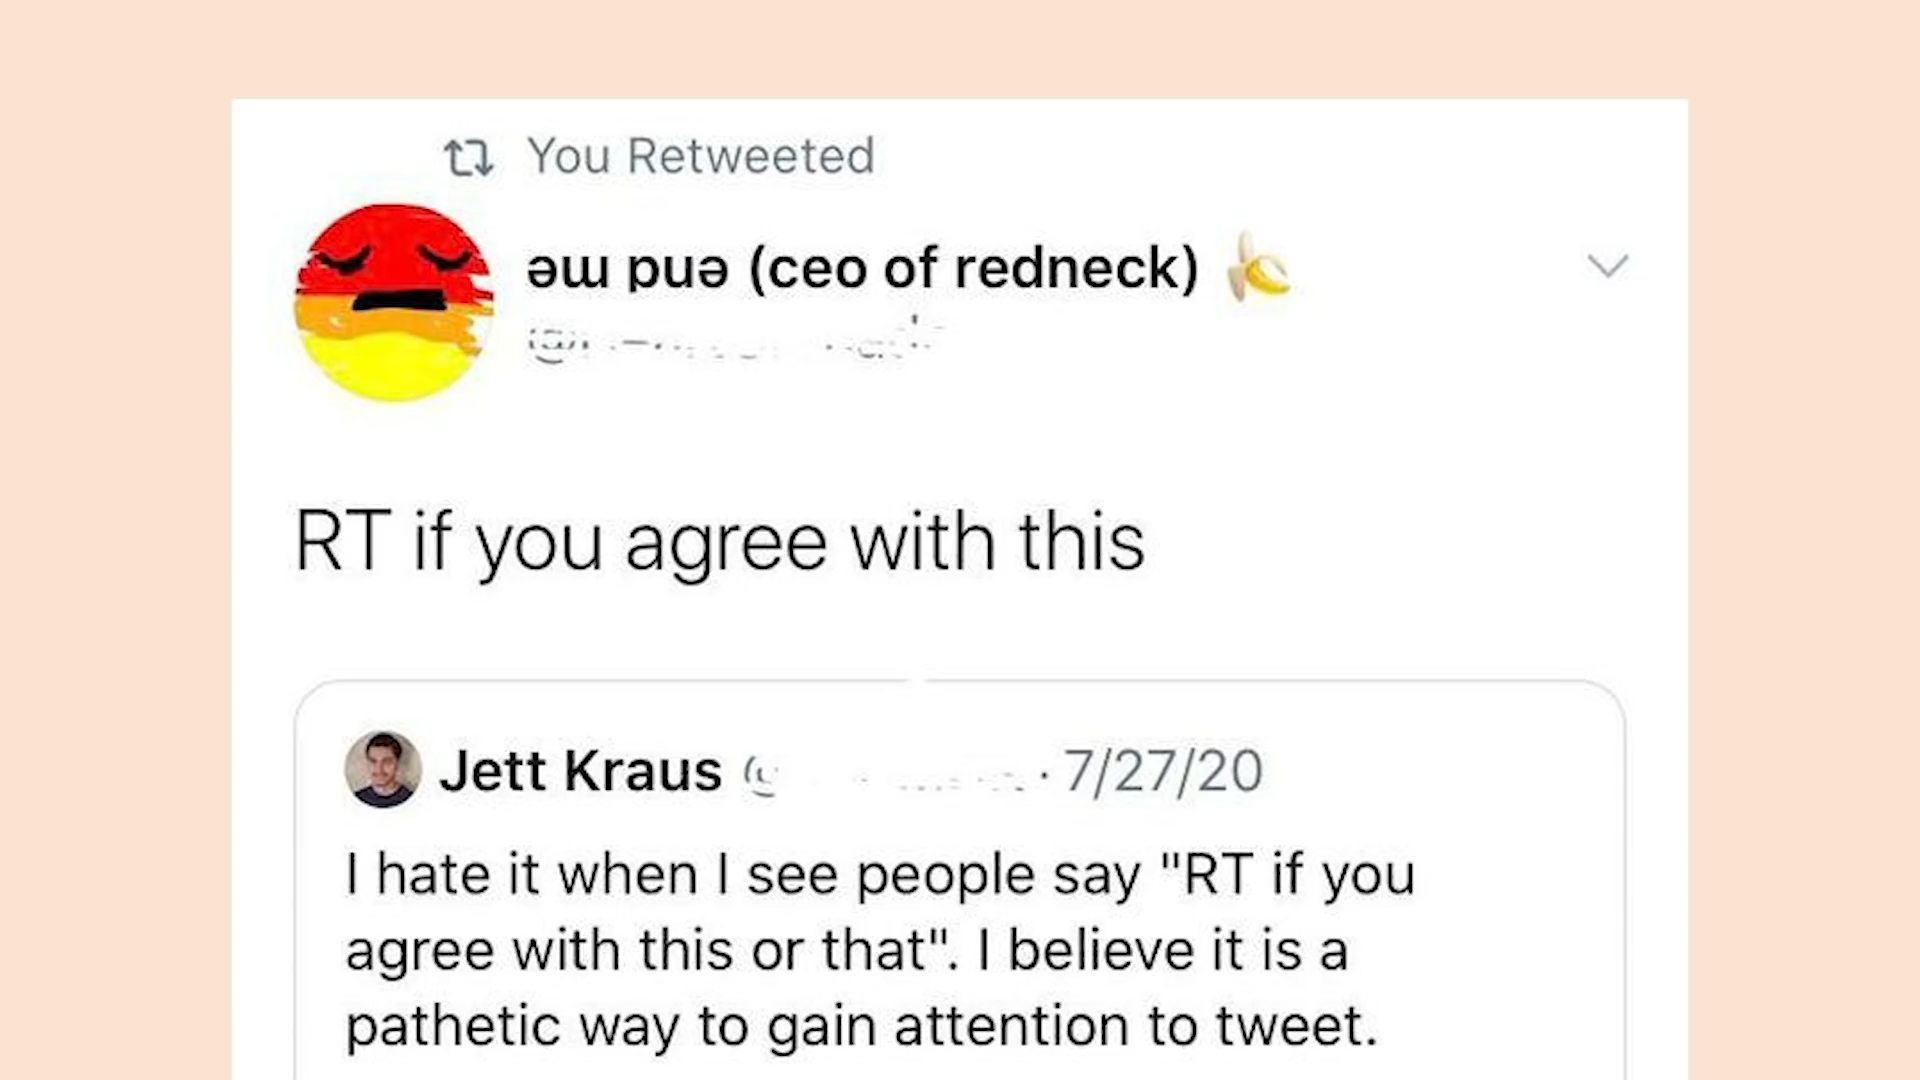 You Retweeted
əɯ puə (ceo of redneck) 🍌
RT if you agree with this
Jett Kraus · 7/27/20
I hate it when I see people say "RT if you
agree with this or that". I believe it is a
pathetic way to gain attention to tweet.